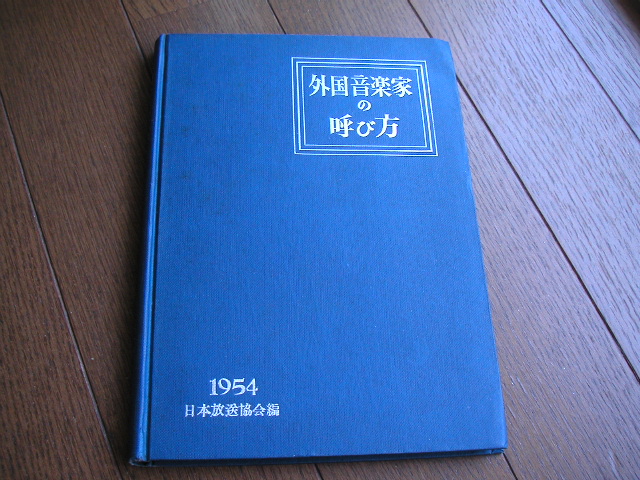 外国音楽家
の
呼び方
1954
日本放送協会編